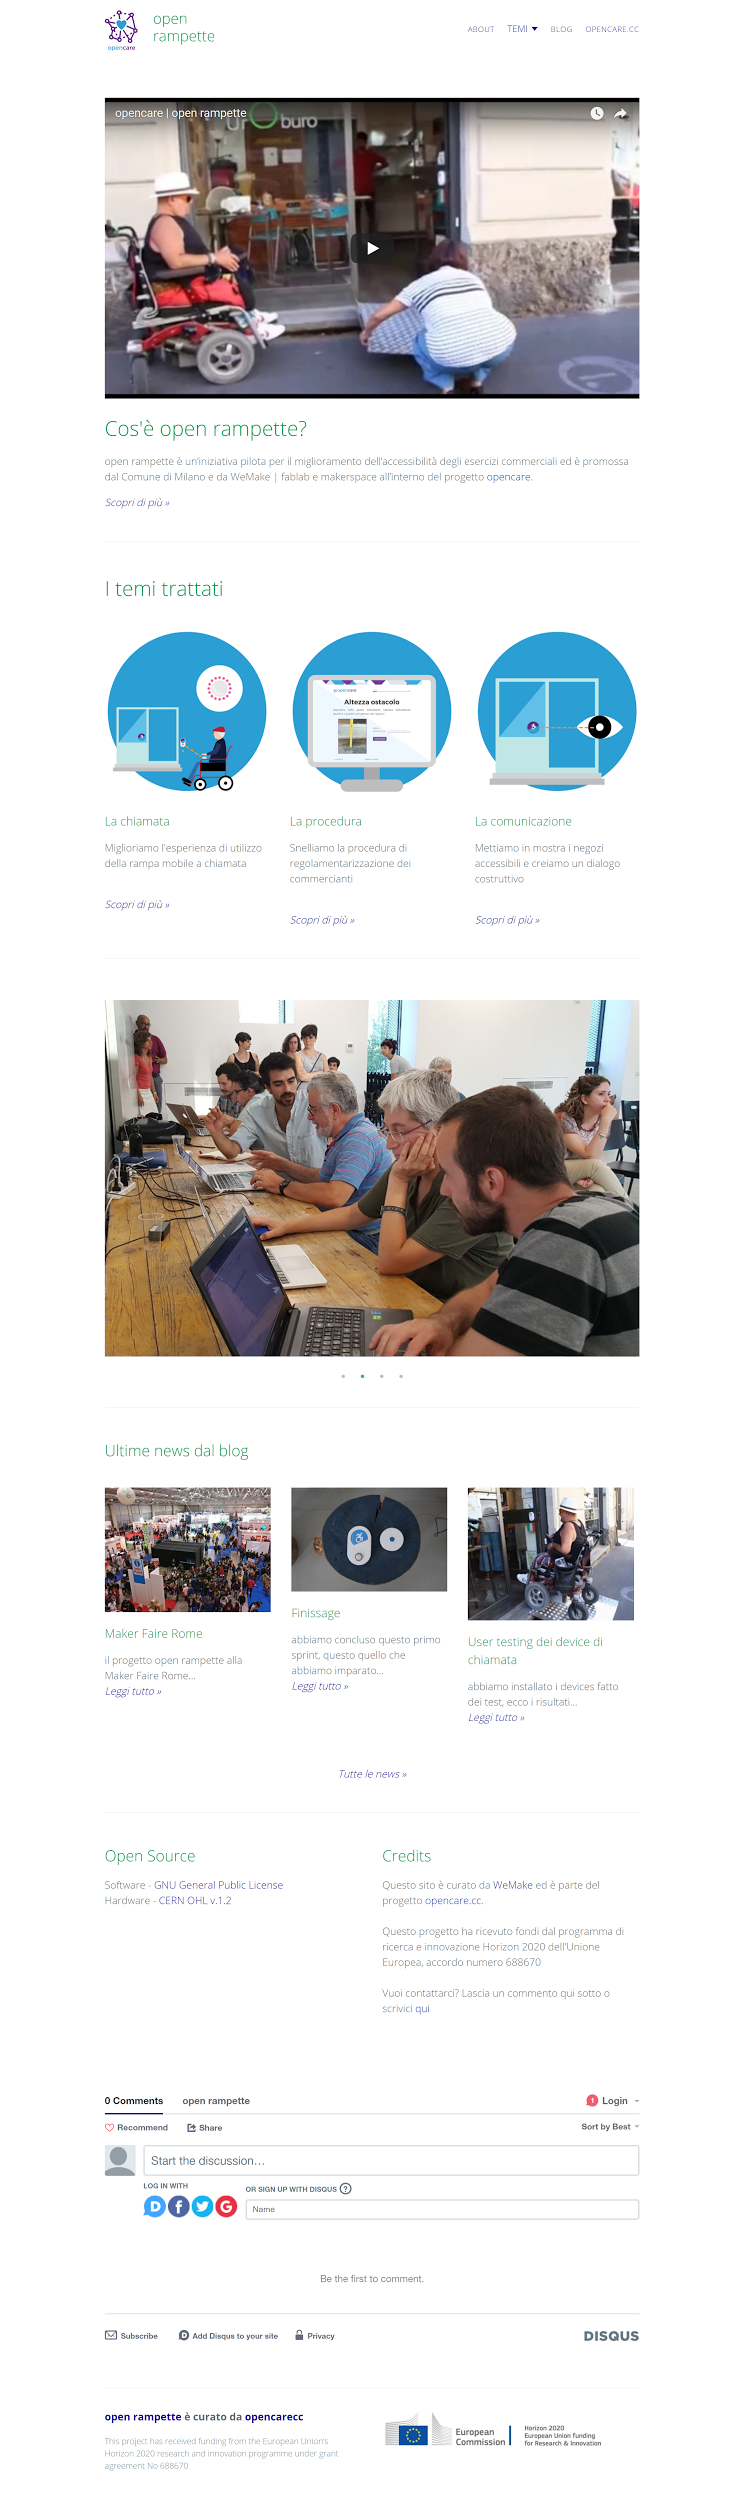 open
rampette
opencare
ABOUT TEMI BLOG OPENCARE.CC
opencare | open rampette
buro
Cos'è open rampette?
open rampette è un'iniziativa pilota per il miglioramento dell'accessibilità degli esercizi commerciali ed è promossa
dal Comune di Milano e da WeMake | fablab e makerspace all'interno del progetto opencare.
Scopri di più »
I temi trattati
opencare
Altezza ostacolo
La chiamata
Miglioriamo l'esperienza di utilizzo
della rampa mobile a chiamata
Scopri di più »
La procedura
Snelliamo la procedura di
regolamentarizzazione dei
commercianti
Scopri di più »
La comunicazione
Mettiamo in mostra i negozi
accessibili e creiamo un dialogo
costruttivo
Scopri di più »
Ultime news dal blog
Maker Faire Rome
il progetto open rampette alla
Maker Faire Rome...
Leggi tutto »
Finissage
abbiamo concluso questo primo
sprint, questo quello che
abbiamo imparato...
Leggi tutto »
User testing dei device di
chiamata
abbiamo installato i devices fatto
dei test, ecco i risultati...
Leggi tutto »
Tutte le news »
Open Source
Software - GNU General Public License
Hardware - CERN OHL v.1.2
Credits
Questo sito è curato da WeMake ed è parte del
progetto opencare.cc.
Questo progetto ha ricevuto fondi dal programma di
ricerca e innovazione Horizon 2020 dell'Unione
Europea, accordo numero 688670
Vuoi contattarci? Lascia un commento qui sotto o
scrivici qui
0 Comments open rampette 1 Login
Recommend Share Sort by Best
Start the discussion...
LOG IN WITH
OR SIGN UP WITH DISQUS ?
Name
Be the first to comment.
Subscribe Add Disqus to your site Privacy DISQUS
open rampette è curato da opencarecc
This project has received funding from the European Union's
Horizon 2020 research and innovation programme under grant
agreement No 688670
European
Commission
Horizon 2020
European Union funding
for Research & Innovation